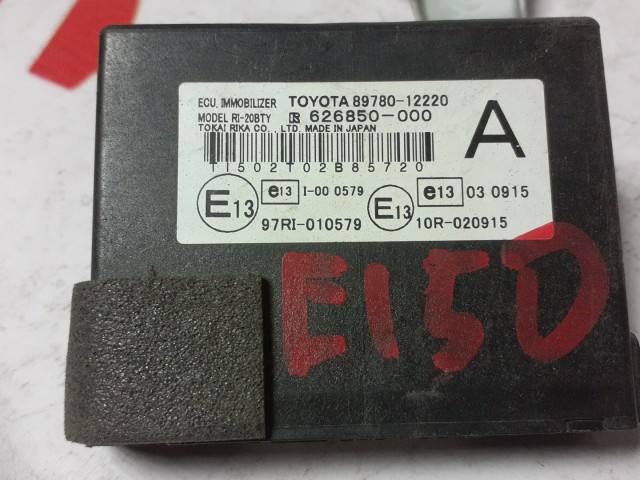 ECU, IMMOBILIZER TOYOTA 89780-12220
MODEL RI-20BTY 626850-000
TOKAI RIKA CO., LTD. MADE IN JAPAN
A
TI502T02B85720
E13 e13 I-00 0579
97RI-010579
E13 e13 03 0915
10R-020915
E150